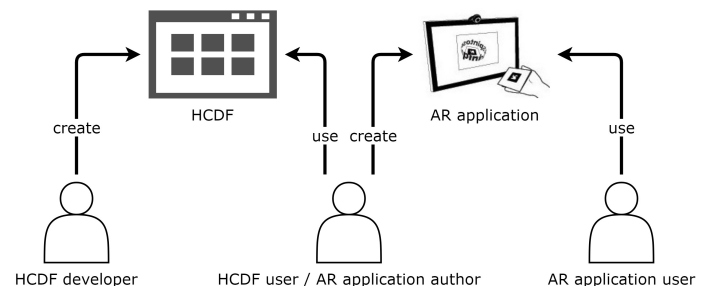 HCDF
AR application
create
use create
use
HCDF developer
HCDF user / AR application author
AR application user